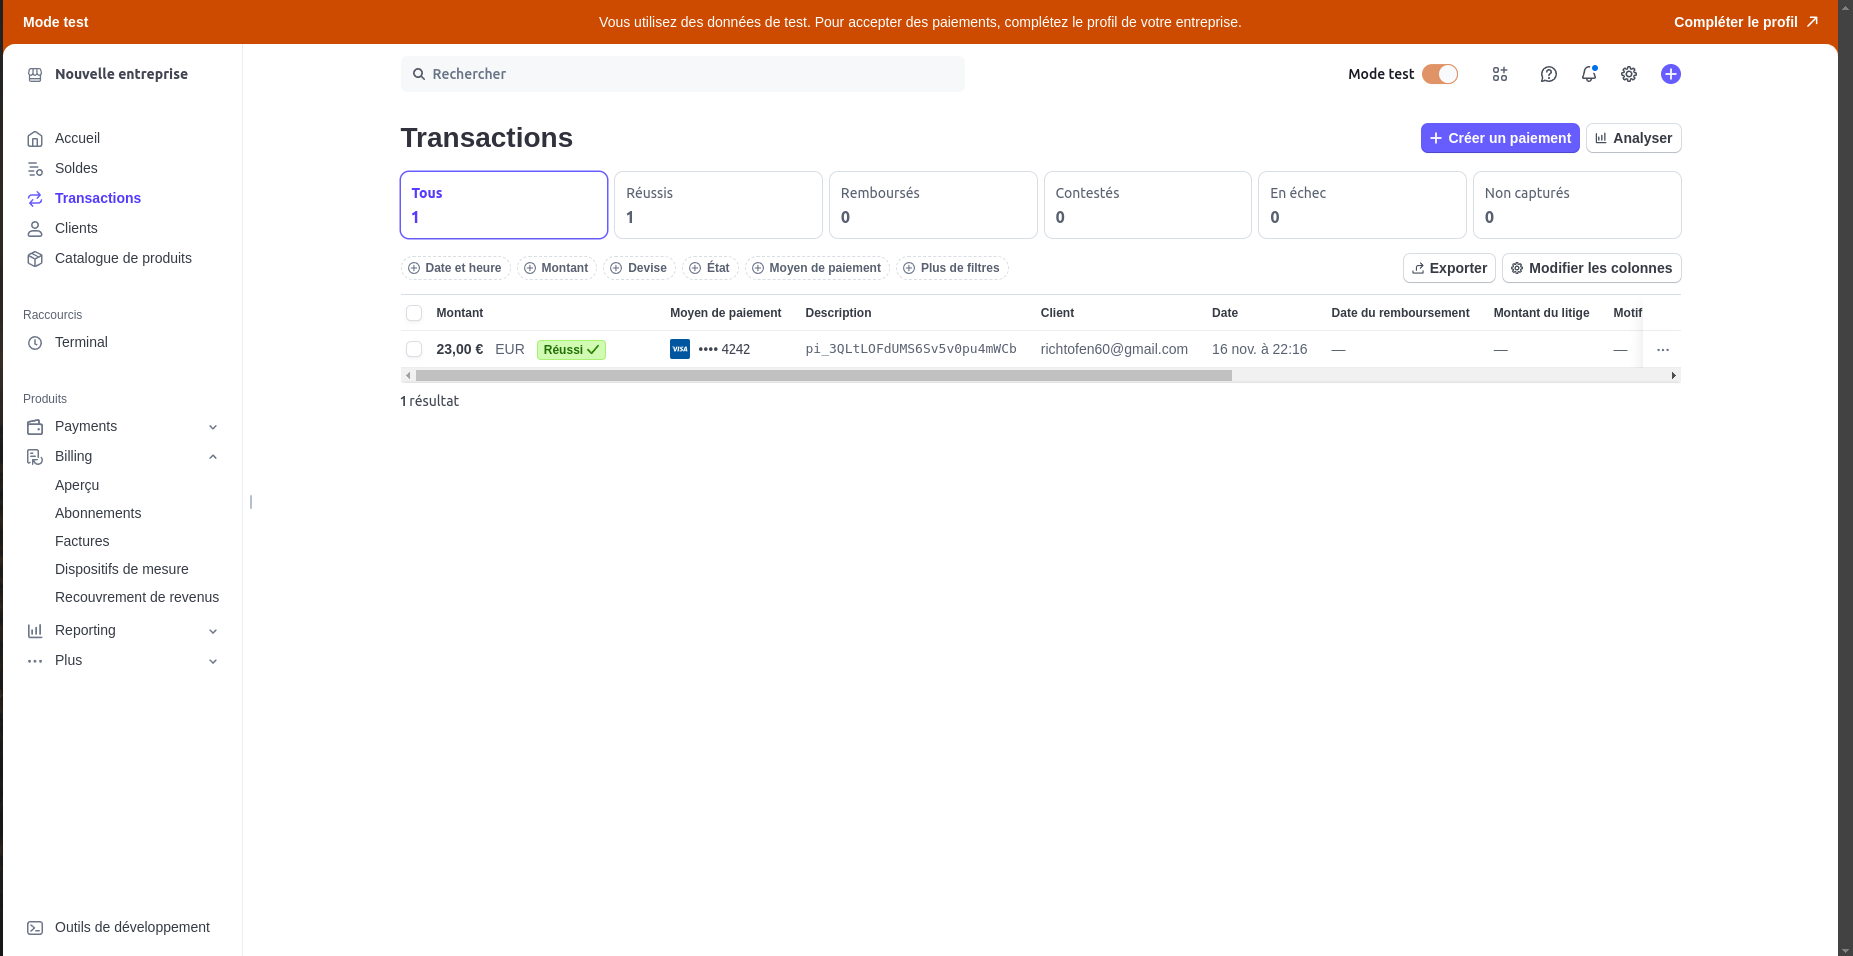 Mode test
Vous utilisez des données de test. Pour accepter des paiements, complétez le profil de votre entreprise.
Compléter le profil
Nouvelle entreprise
Rechercher
Mode test
Accueil
Soldes
Transactions
Clients
Catalogue de produits
Raccourcis
Terminal
Produits
Payments
Billing
Aperçu
Abonnements
Factures
Dispositifs de mesure
Recouvrement de revenus
Reporting
Plus
Outils de développement
Transactions
Créer un paiement
Analyser
Tous
1
Réussis
1
Remboursés
0
Contestés
0
En échec
0
Non capturés
0
Date et heure
Montant
Devise
État
Moyen de paiement
Plus de filtres
Exporter
Modifier les colonnes
Montant Moyen de paiement Description Client Date Date du remboursement Montant du litige Motif
23,00 € EUR Réussi VISA •••• 4242 pi_3QLtLOFdUMS6Sv5v0pu4mWCb richtofen60@gmail.com 16 nov. à 22:16 — — — ···
1 résultat